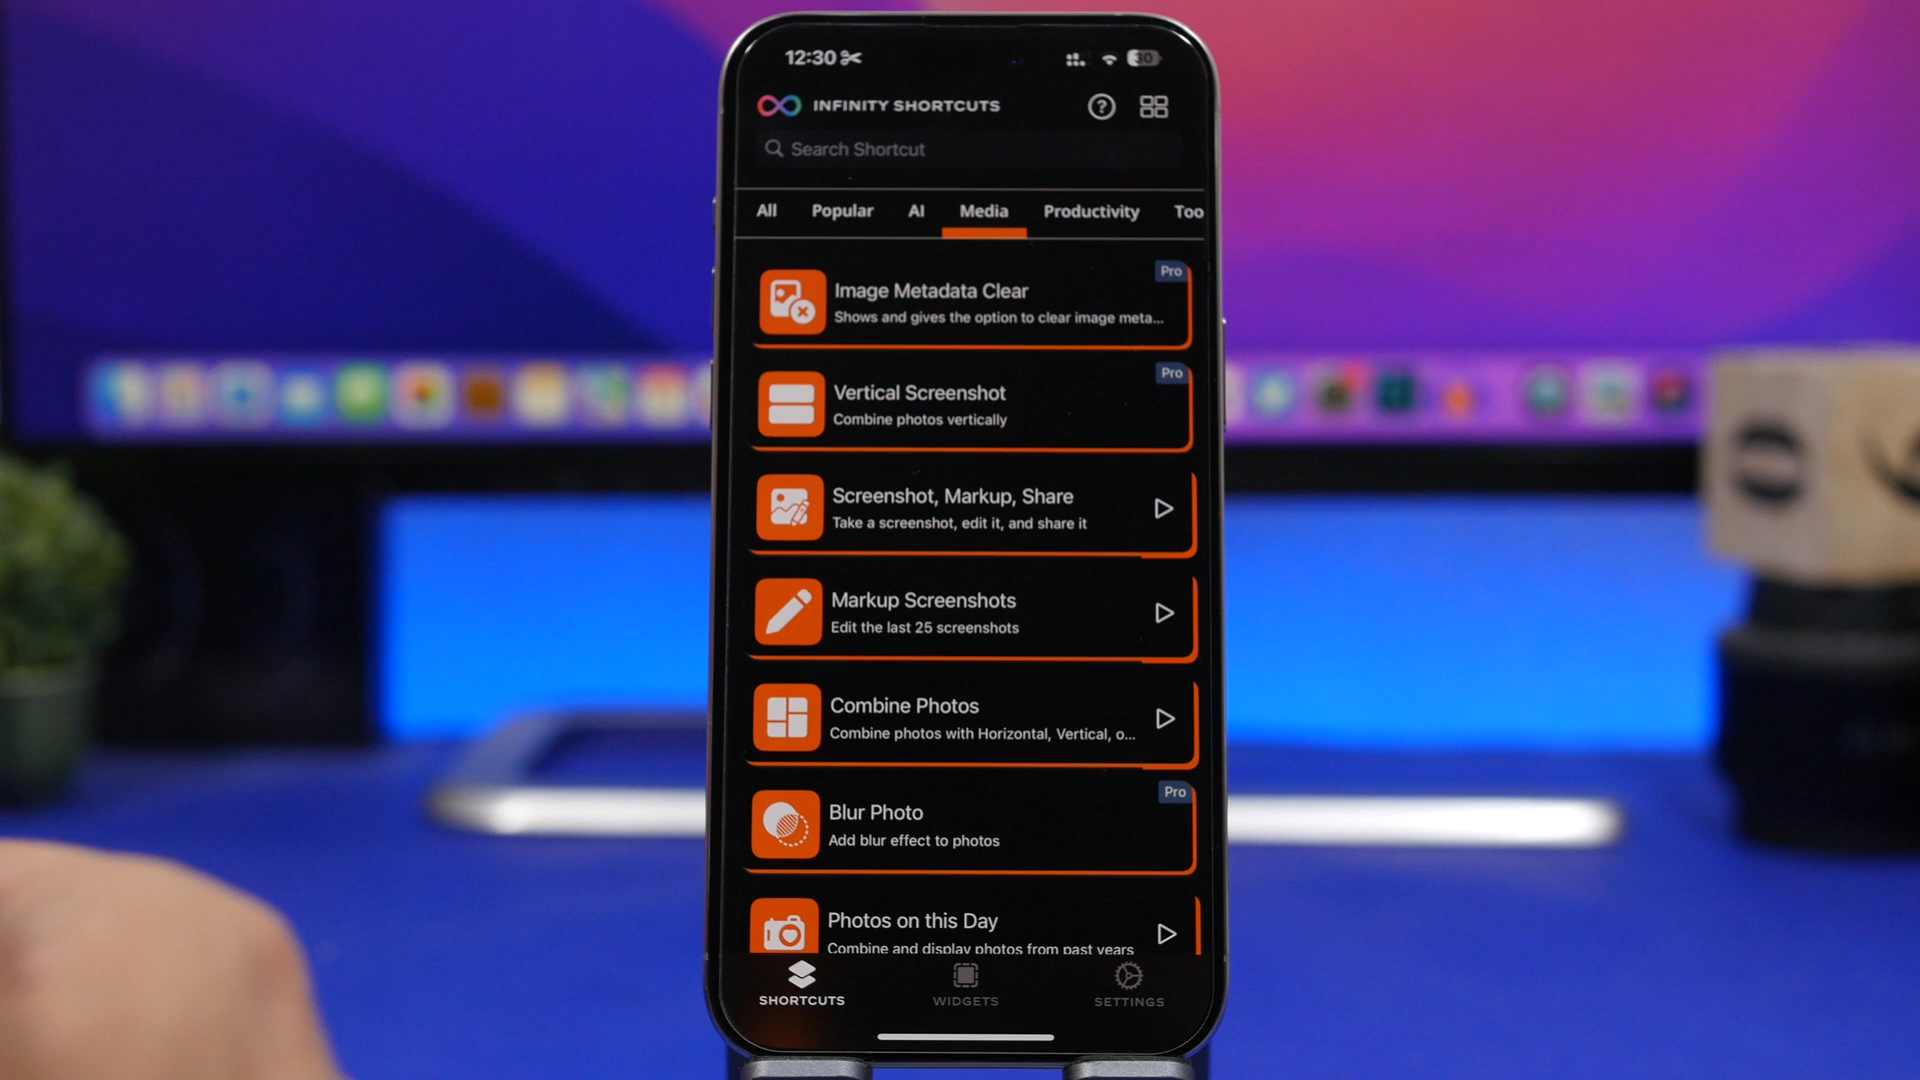 12:30
30
INFINITY SHORTCUTS
Search Shortcut
All Popular AI Media Productivity Too
Pro
Image Metadata Clear
Shows and gives the option to clear image meta...
Pro
Vertical Screenshot
Combine photos vertically
Screenshot, Markup, Share
Take a screenshot, edit it, and share it
Markup Screenshots
Edit the last 25 screenshots
Combine Photos
Combine photos with Horizontal, Vertical, o...
Pro
Blur Photo
Add blur effect to photos
Photos on this Day
Combine and display photos from past years
SHORTCUTS WIDGETS SETTINGS